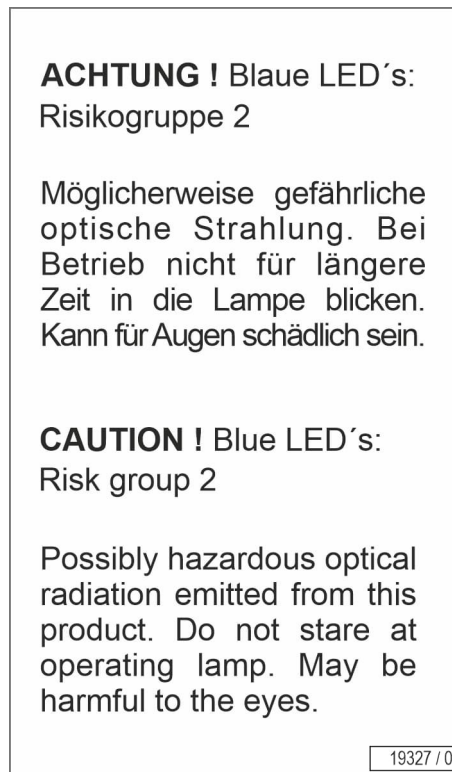 ACHTUNG ! Blaue LED´s:
Risikogruppe 2
Möglicherweise gefährliche
optische Strahlung. Bei
Betrieb nicht für längere
Zeit in die Lampe blicken.
Kann für Augen schädlich sein.
CAUTION ! Blue LED´s:
Risk group 2
Possibly hazardous optical
radiation emitted from this
product. Do not stare at
operating lamp. May be
harmful to the eyes.
19327 / 0